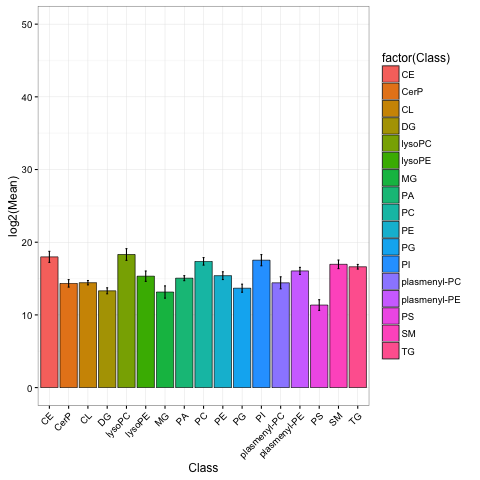 50
40
30
20
10
0
log2(Mean)
CE
CerP
CL
DG
lysoPC
lysoPE
MG
PA
PC
PE
PG
PI
plasmenyl-PC
plasmenyl-PE
PS
SM
TG
Class
factor(Class)
CE
CerP
CL
DG
lysoPC
lysoPE
MG
PA
PC
PE
PG
PI
plasmenyl-PC
plasmenyl-PE
PS
SM
TG